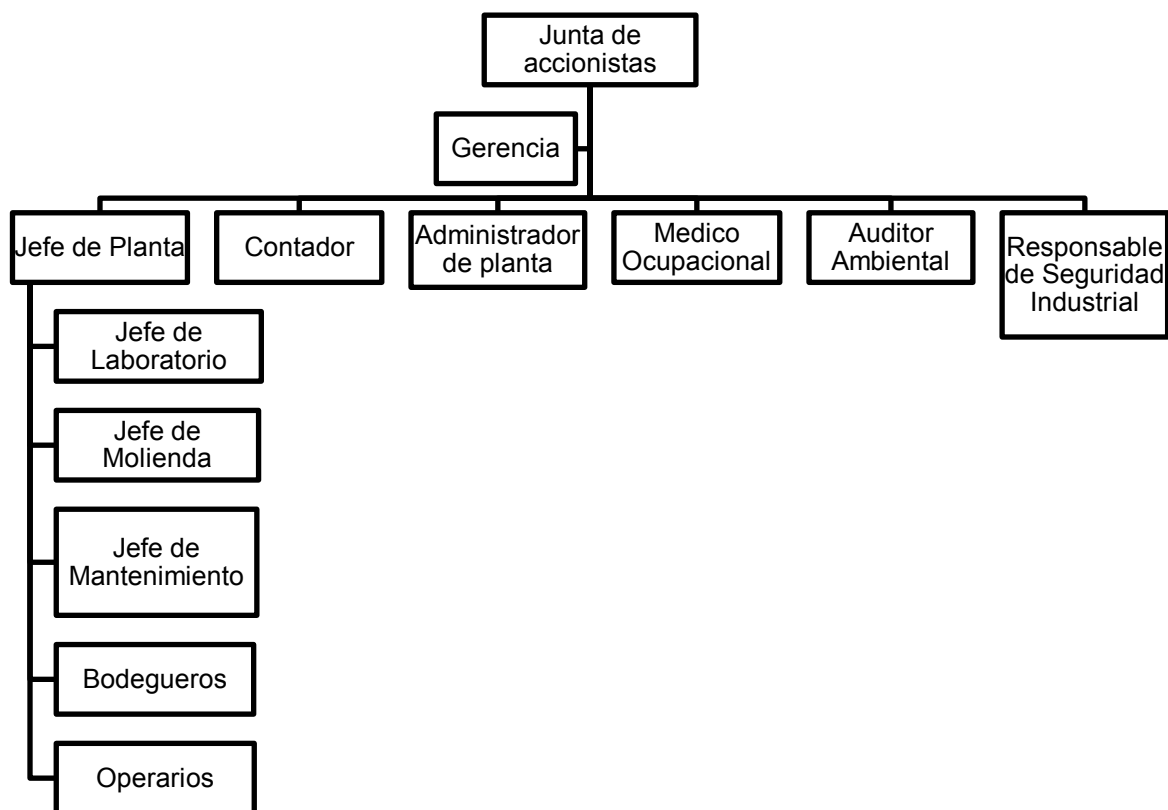 Junta de
accionistas
Gerencia
Jefe de Planta
Contador
Administrador
de planta
Medico
Ocupacional
Auditor
Ambiental
Responsable
de Seguridad
Industrial
Jefe de
Laboratorio
Jefe de
Molienda
Jefe de
Mantenimiento
Bodegueros
Operarios